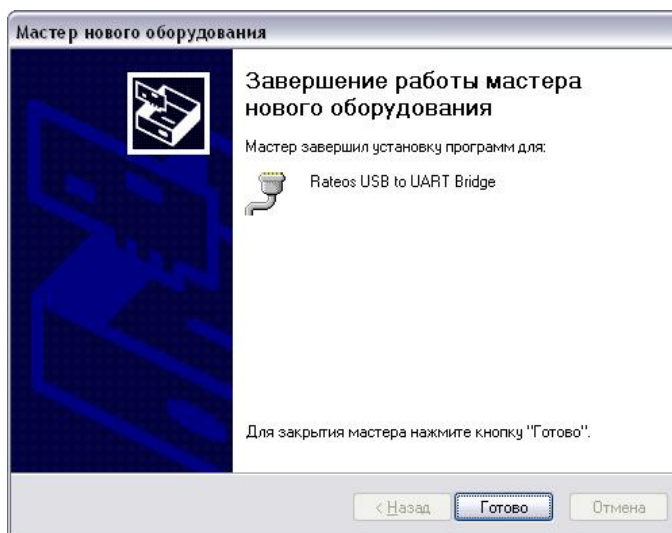 Мастер нового оборудования
Завершение работы мастера
нового оборудования
Мастер завершил установку программ для:
Rateos USB to UART Bridge
Для закрытия мастера нажмите кнопку "Готово".
< Назад
Готово
Отмена